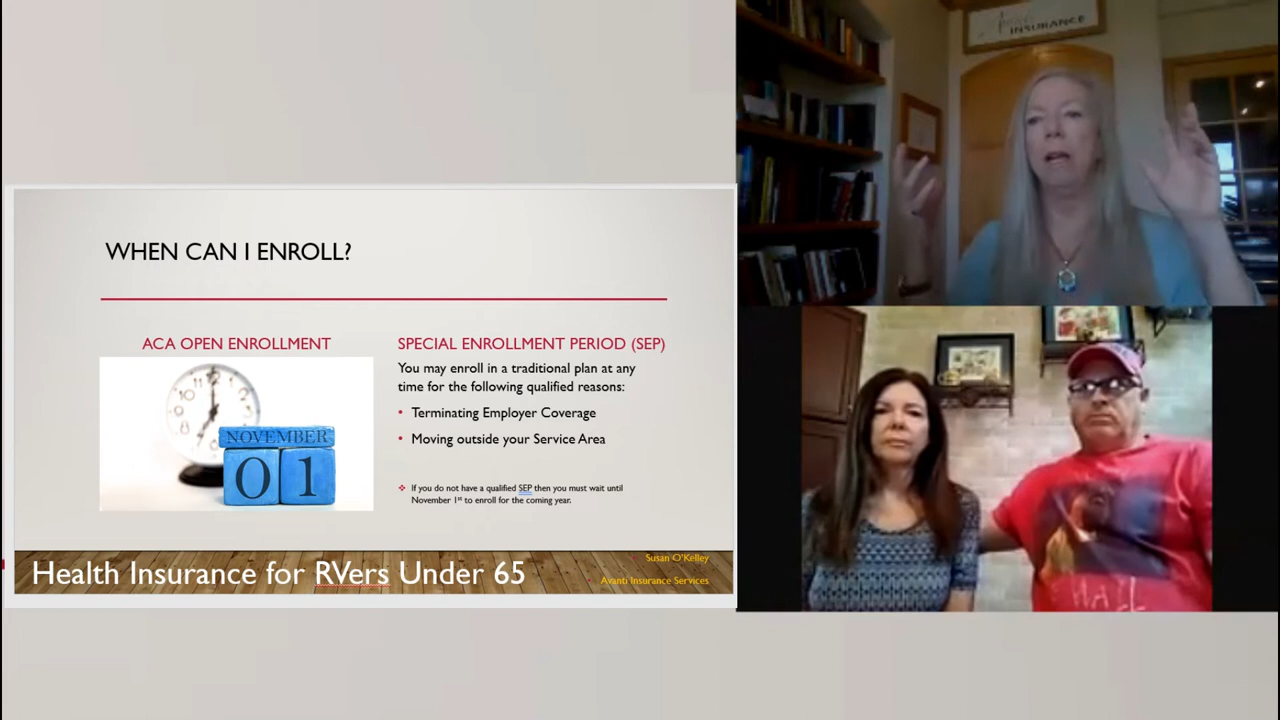 WHEN CAN I ENROLL?
ACA OPEN ENROLLMENT
NOVEMBER
01
SPECIAL ENROLLMENT PERIOD (SEP)
You may enroll in a traditional plan at any
time for the following qualified reasons:
• Terminating Employer Coverage
• Moving outside your Service Area
❖ If you do not have a qualified SEP then you must wait until
November 1st to enroll for the coming year.
Health Insurance for RVers Under 65
Susan O'Kelley
Avanti Insurance Services
INSURANCE